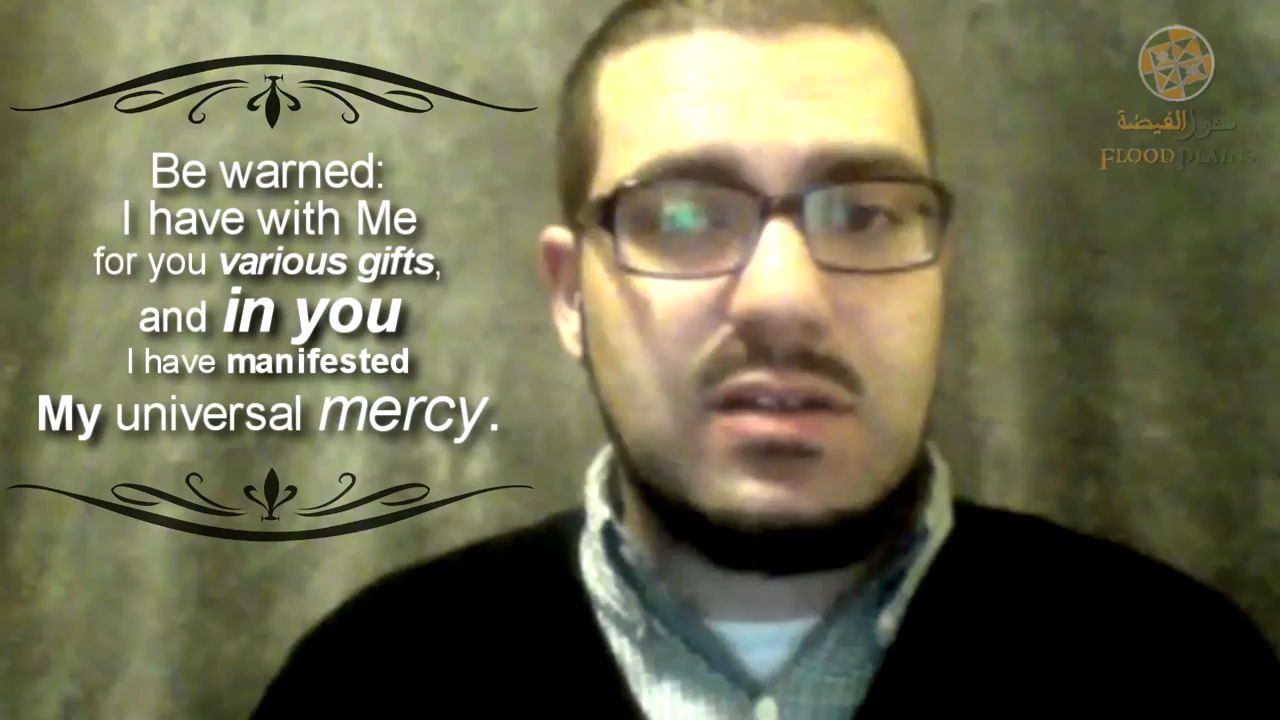 Be warned:
I have with Me
for you various gifts,
and in you
I have manifested
My universal mercy.
سهول الفيضة
FLOOD PLAINS